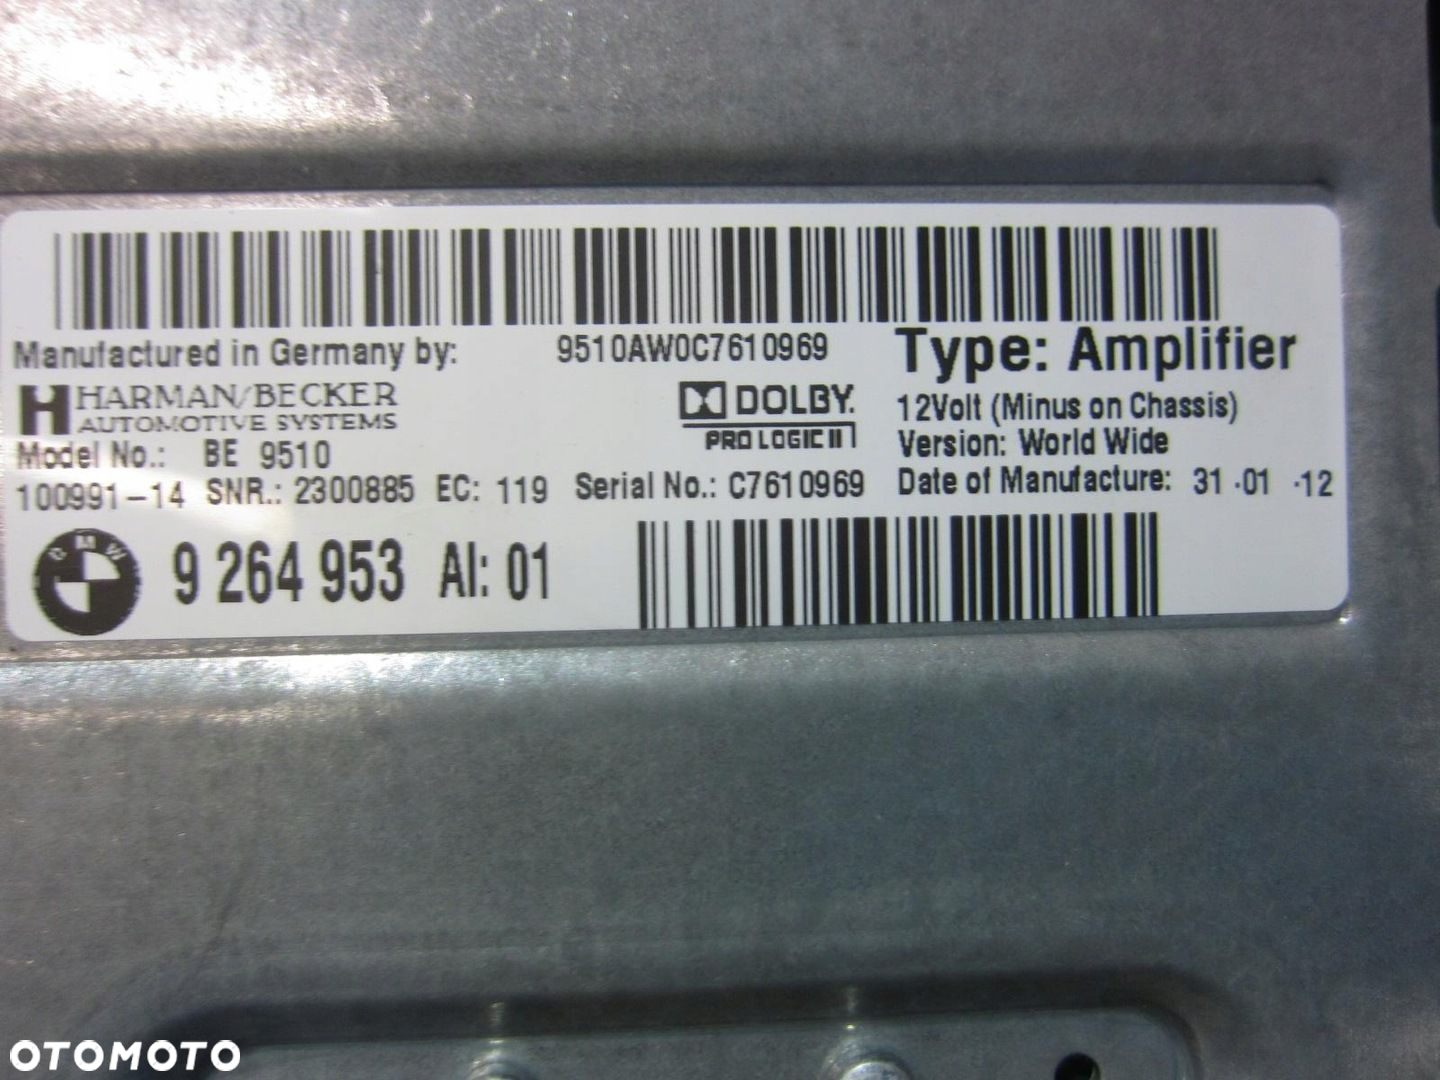 Manufactured in Germany by: 9510AW0C7610969 Type: Amplifier
HARMAN/BECKER
AUTOMOTIVE SYSTEMS
DOLBY.
PRO LOGIC II
12Volt (Minus on Chassis)
Model No.: BE 9510
Version: World Wide
100991-14 SNR.: 2300885 EC: 119 Serial No.: C7610969 Date of Manufacture: 31.01.12
BMW 9 264 953 AI: 01
OTOMOTO